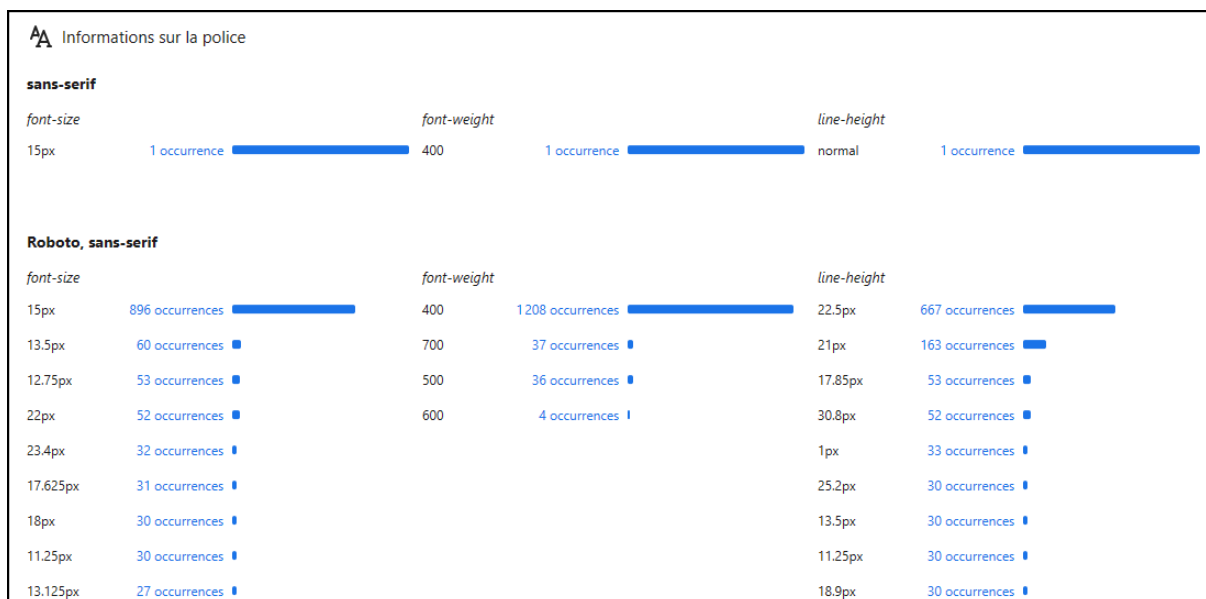 Informations sur la police
sans-serif
font-size font-weight line-height
15px 1 occurrence 400 1 occurrence normal 1 occurrence
Roboto, sans-serif
font-size font-weight line-height
15px 896 occurrences 400 1 208 occurrences 22.5px 667 occurrences
13.5px 60 occurrences 700 37 occurrences 21px 163 occurrences
12.75px 53 occurrences 500 36 occurrences 17.85px 53 occurrences
22px 52 occurrences 600 4 occurrences 30.8px 52 occurrences
23.4px 32 occurrences 1px 33 occurrences
17.625px 31 occurrences 25.2px 30 occurrences
18px 30 occurrences 13.5px 30 occurrences
11.25px 30 occurrences 11.25px 30 occurrences
13.125px 27 occurrences 18.9px 30 occurrences